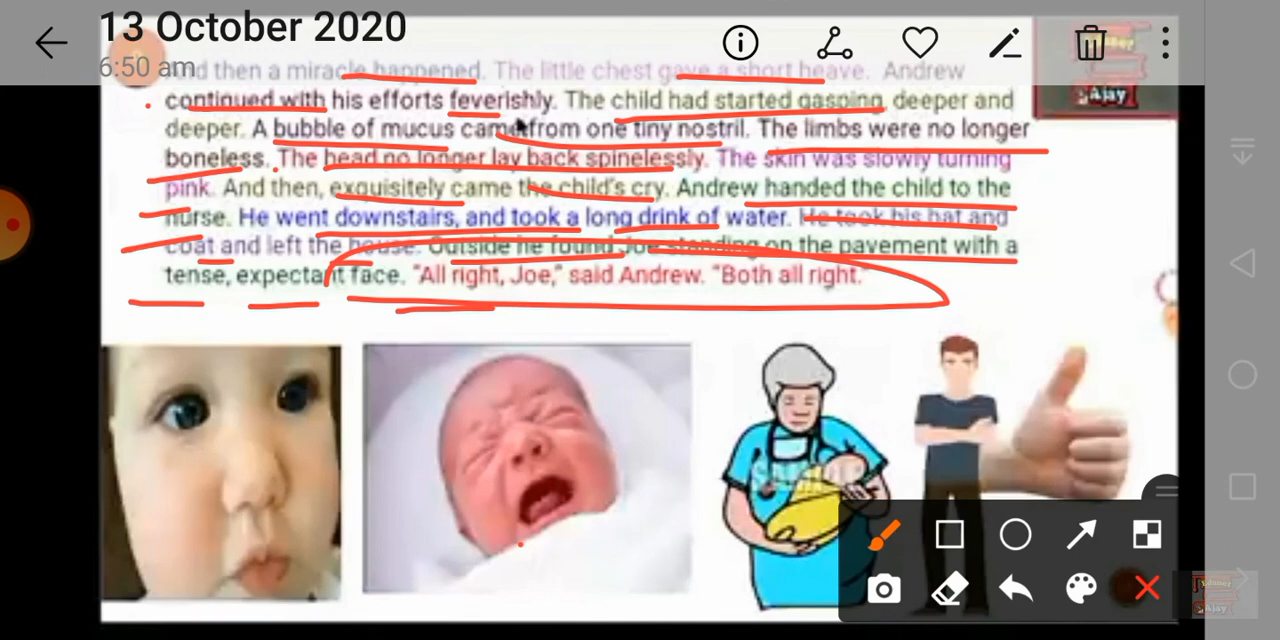 13 October 2020
6:50 am
And then a miracle happened. The little chest gave a short heave. Andrew
continued with his efforts feverishly. The child had started gasping deeper and
deeper. A bubble of mucus came from one tiny nostril. The limbs were no longer
boneless. The head no longer lay back spinelessly. The skin was slowly turning
pink. And then, exquisitely came the child's cry. Andrew handed the child to the
nurse. He went downstairs, and took a long drink of water. He took his hat and
coat and left the house. Outside he found Joe standing on the pavement with a
tense, expectant face. "All right, Joe," said Andrew. "Both all right."
Ajay
Ajay